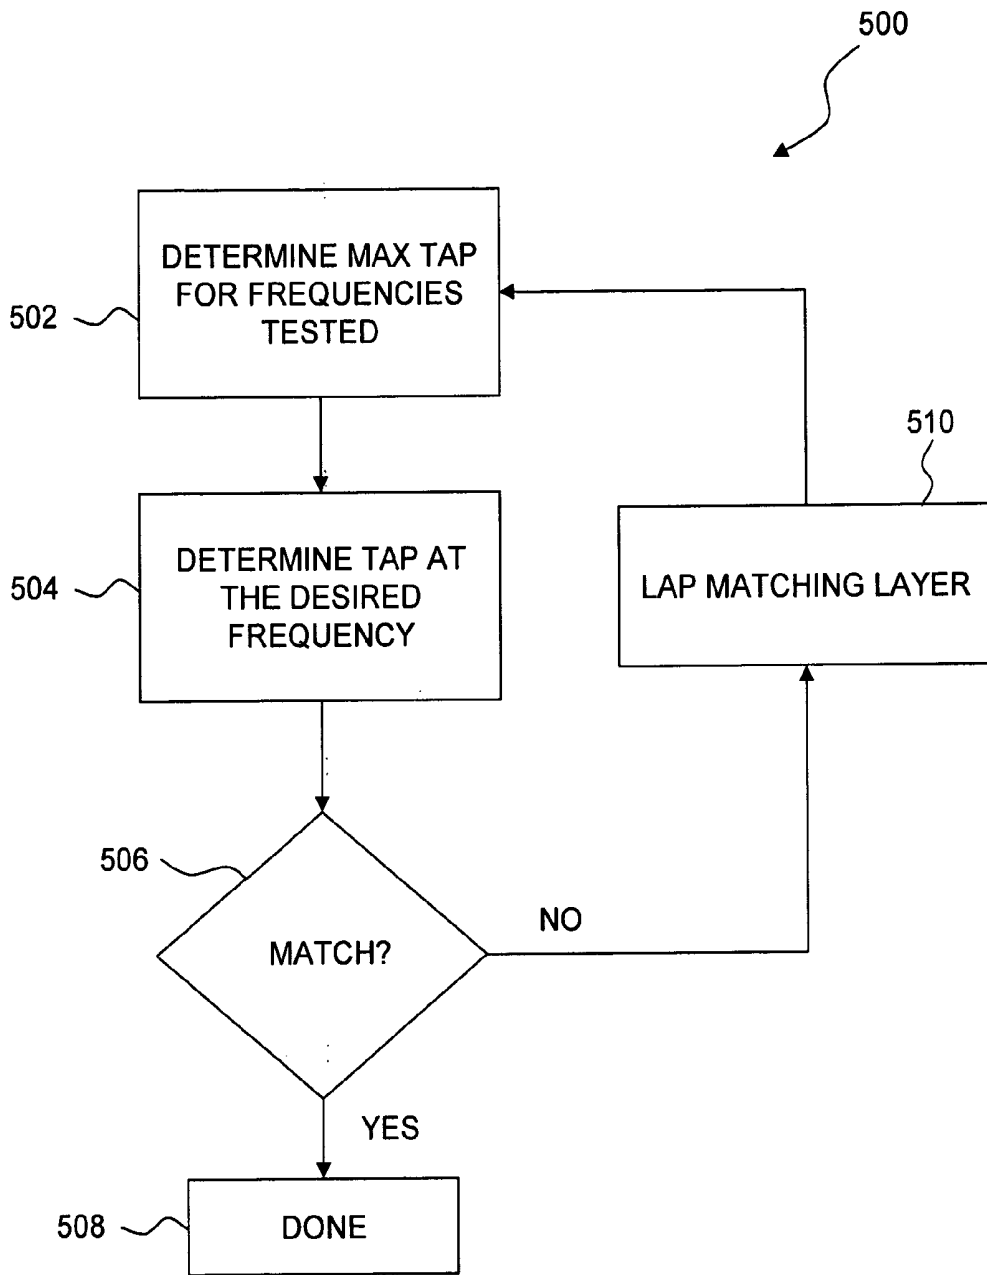 500
DETERMINE MAX TAP
FOR FREQUENCIES
TESTED
502
510
DETERMINE TAP AT
THE DESIRED
FREQUENCY
504
LAP MATCHING LAYER
506
MATCH?
NO
YES
508
DONE